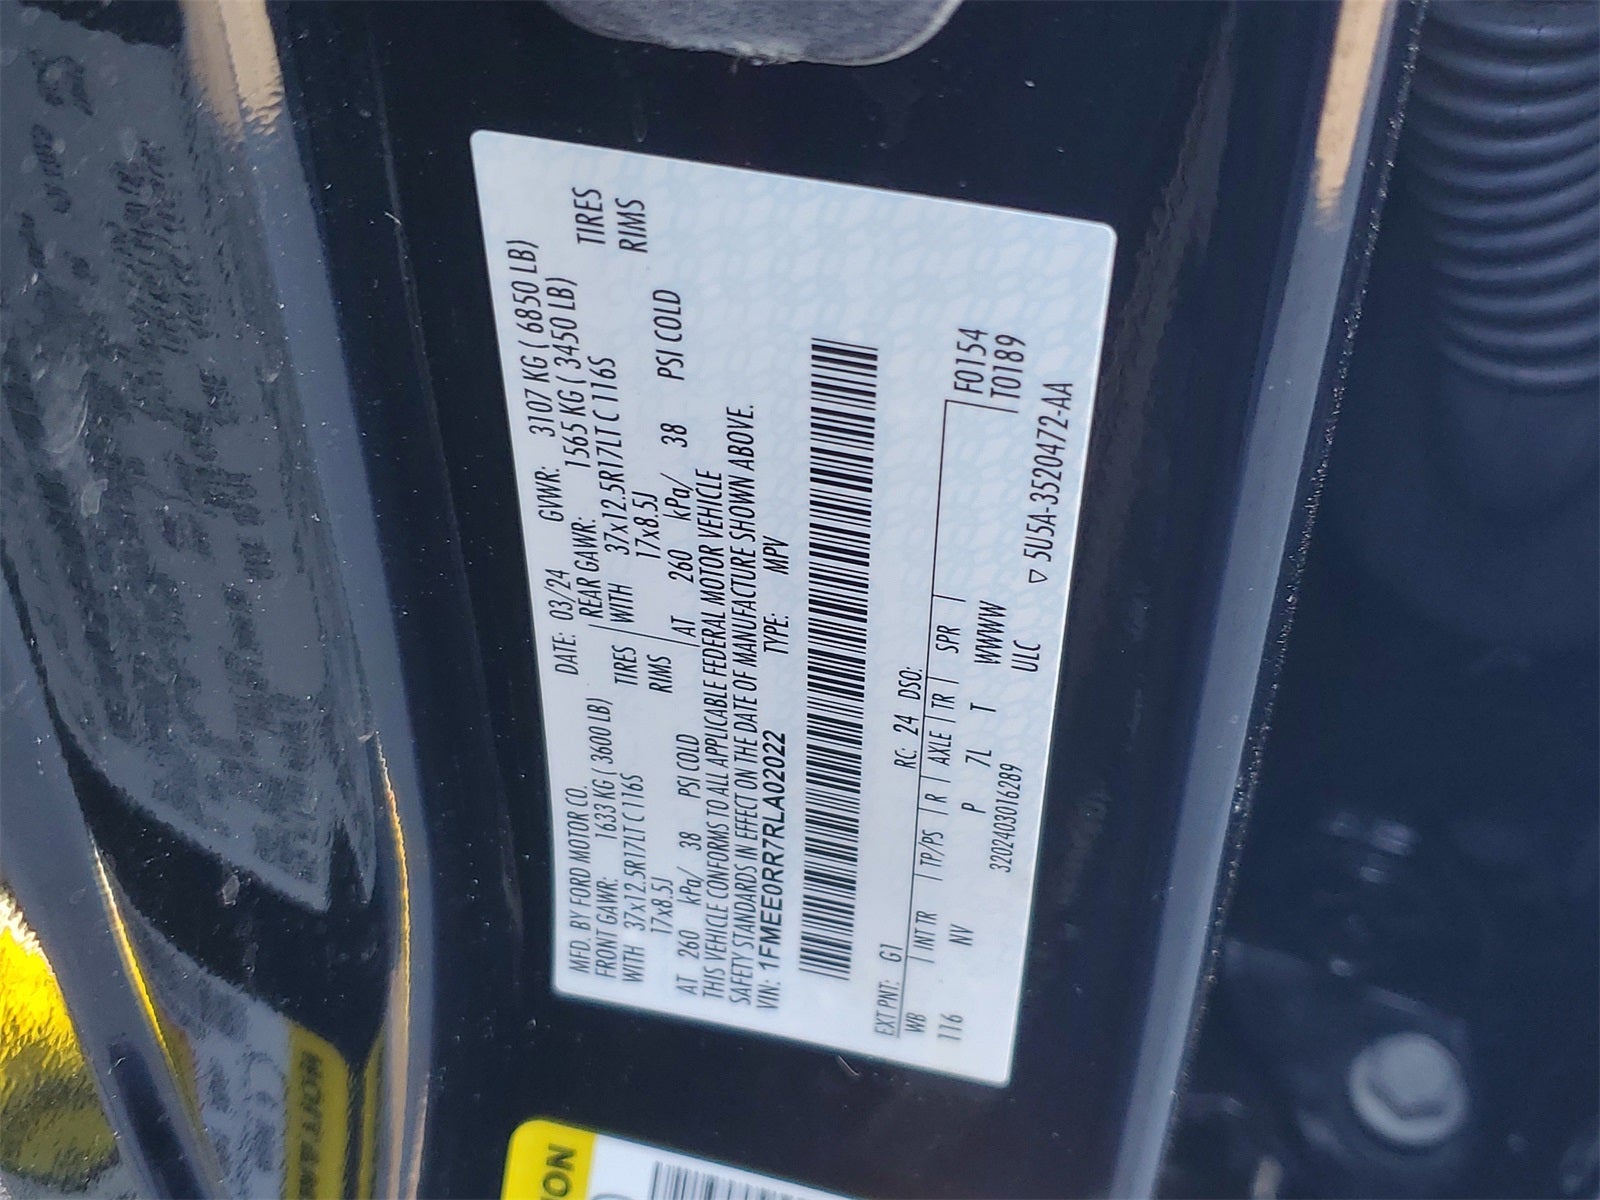 MFD. BY FORD MOTOR CO. DATE: 03/24 GVWR: 3107 KG ( 6850 LB)
FRONT GAWR: 1633 KG ( 3600 LB) REAR GAWR: 1565 KG ( 3450 LB)
WITH 37x12.5R17LT C 116S TIRES WITH 37x12.5R17LT C 116S TIRES
17x8.5J RIMS 17x8.5J RIMS
AT 260 kPa/ 38 PSI COLD AT 260 kPa/ 38 PSI COLD
THIS VEHICLE CONFORMS TO ALL APPLICABLE FEDERAL MOTOR VEHICLE
SAFETY STANDARDS IN EFFECT ON THE DATE OF MANUFACTURE SHOWN ABOVE.
VIN: 1FMEE0RR7RLA02022 TYPE: MPV
EXT PNT: G1 RC: 24 DSO:
WB INT TR TP/PS R AXLE TR SPR F0154
116 NV P 7L T WWWW T0189
3202403016289 ULC
5U5A-3520472-AA